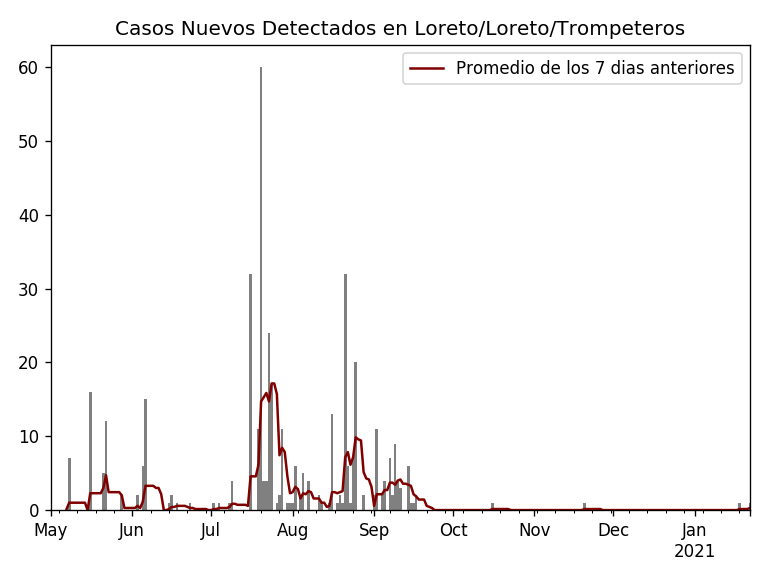 Casos Nuevos Detectados en Loreto/Loreto/Trompeteros
Promedio de los 7 dias anteriores
60
50
40
30
20
10
0
May Jun Jul Aug Sep Oct Nov Dec Jan
2021